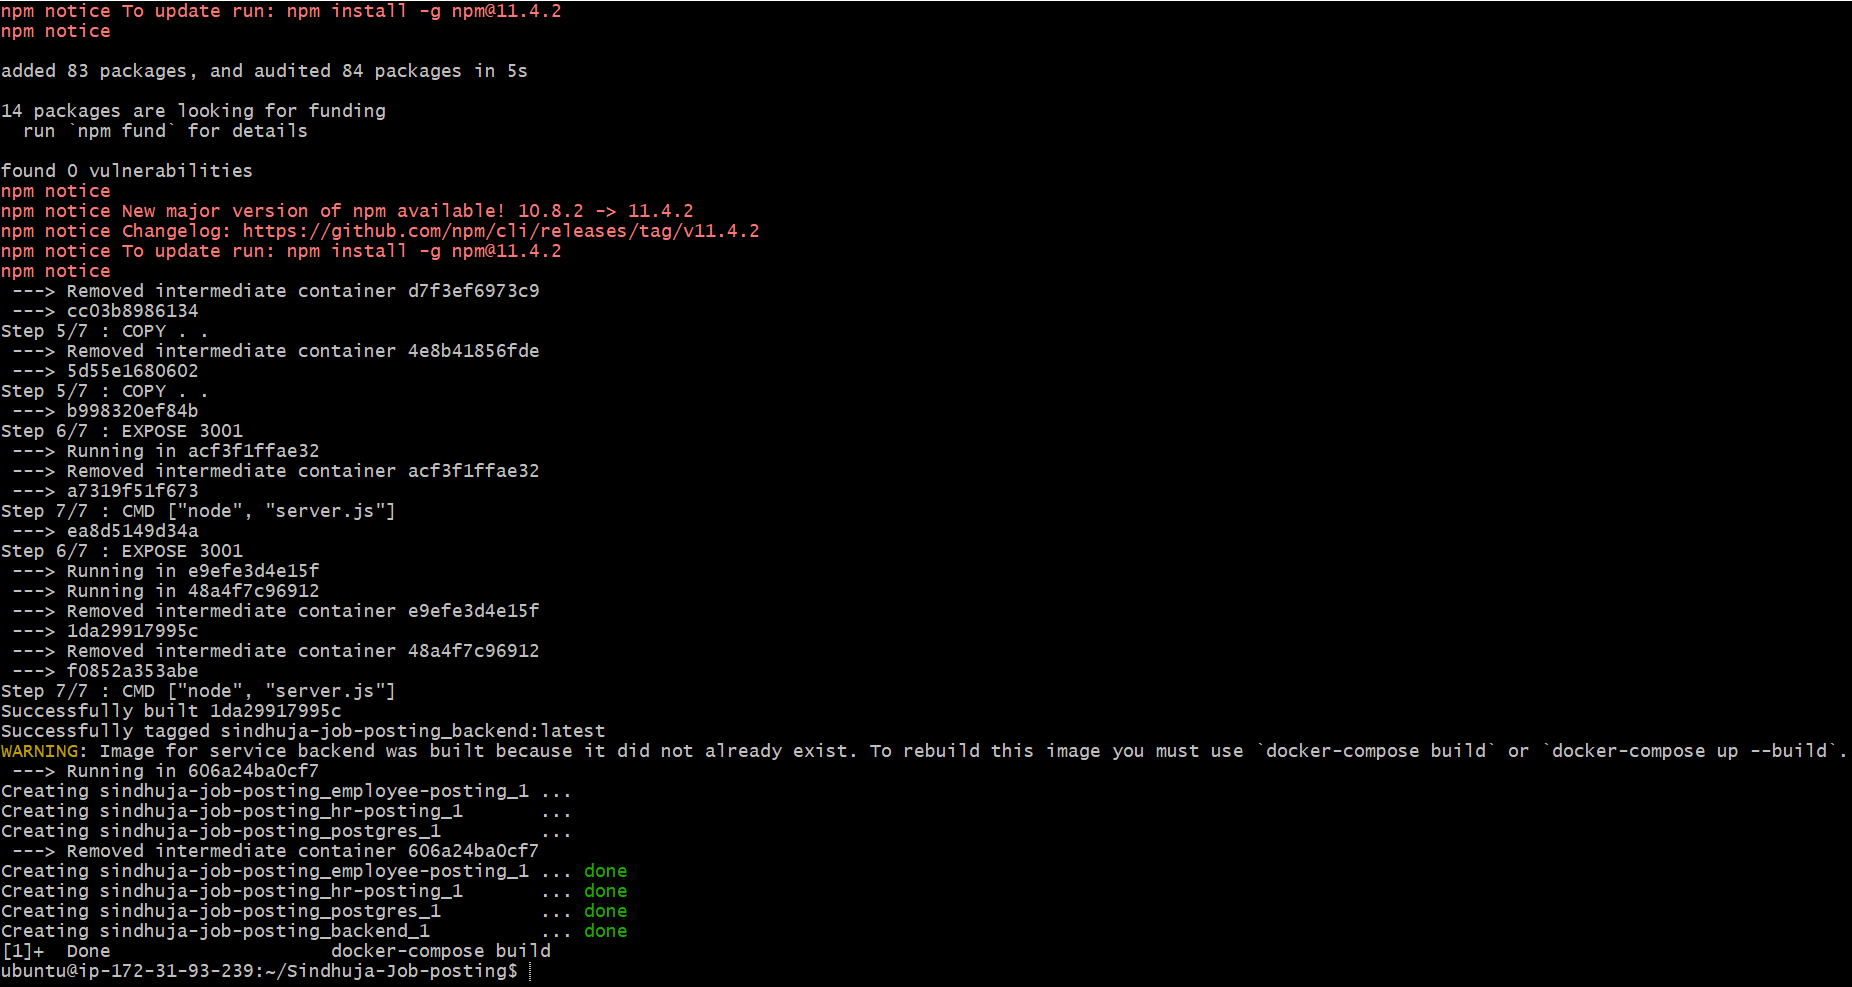 npm notice To update run: npm install -g npm@11.4.2
npm notice
added 83 packages, and audited 84 packages in 5s
14 packages are looking for funding
  run `npm fund` for details
found 0 vulnerabilities
npm notice
npm notice New major version of npm available! 10.8.2 -> 11.4.2
npm notice Changelog: https://github.com/npm/cli/releases/tag/v11.4.2
npm notice To update run: npm install -g npm@11.4.2
npm notice
 ---> Removed intermediate container d7f3ef6973c9
 ---> cc03b8986134
Step 5/7 : COPY . .
 ---> Removed intermediate container 4e8b41856fde
 ---> 5d55e1680602
Step 5/7 : COPY . .
 ---> b998320ef84b
Step 6/7 : EXPOSE 3001
 ---> Running in acf3f1ffae32
 ---> Removed intermediate container acf3f1ffae32
 ---> a7319f51f673
Step 7/7 : CMD ["node", "server.js"]
 ---> ea8d5149d34a
Step 6/7 : EXPOSE 3001
 ---> Running in e9efe3d4e15f
 ---> Running in 48a4f7c96912
 ---> Removed intermediate container e9efe3d4e15f
 ---> 1da29917995c
 ---> Removed intermediate container 48a4f7c96912
 ---> f0852a353abe
Step 7/7 : CMD ["node", "server.js"]
Successfully built 1da29917995c
Successfully tagged sindhuja-job-posting_backend:latest
WARNING: Image for service backend was built because it did not already exist. To rebuild this image you must use `docker-compose build` or `docker-compose up --build`.
 ---> Running in 606a24ba0cf7
Creating sindhuja-job-posting_employee-posting_1 ...
Creating sindhuja-job-posting_hr-posting_1       ...
Creating sindhuja-job-posting_postgres_1         ...
 ---> Removed intermediate container 606a24ba0cf7
Creating sindhuja-job-posting_employee-posting_1 ... done
Creating sindhuja-job-posting_hr-posting_1       ... done
Creating sindhuja-job-posting_postgres_1         ... done
Creating sindhuja-job-posting_backend_1          ... done
[1]+  Done                    docker-compose build
ubuntu@ip-172-31-93-239:~/Sindhuja-Job-posting$